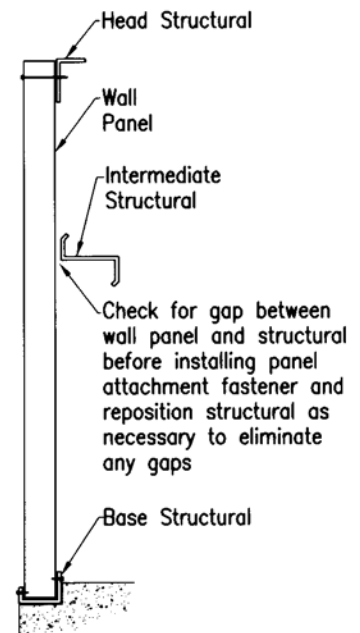 Head Structural
Wall
Panel
Intermediate
Structural
Check for gap between
wall panel and structural
before installing panel
attachment fastener and
reposition structural as
necessary to eliminate
any gaps
Base Structural